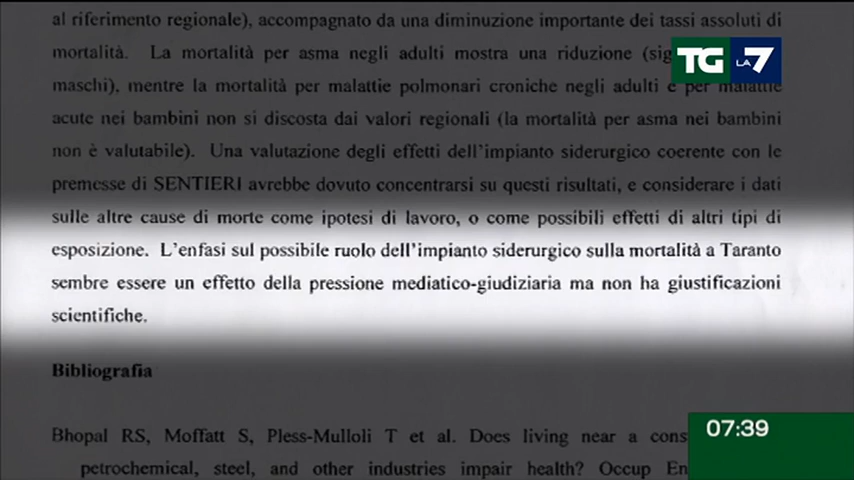 al riferimento regionale), accompagnato da una diminuzione importante dei tassi assoluti di
mortalità. La mortalità per asma negli adulti mostra una riduzione (sig
TG LA 7
maschi), mentre la mortalità per malattie polmonari croniche negli adulti e per malattie
acute nei bambini non si discosta dai valori regionali (la mortalità per asma nei bambini
non è valutabile). Una valutazione degli effetti dell'impianto siderurgico coerente con le
premesse di SENTIERI avrebbe dovuto concentrarsi su questi risultati, e considerare i dati
sulle altre cause di morte come ipotesi di lavoro, o come possibili effetti di altri tipi di
esposizione. L'enfasi sul possibile ruolo dell'impianto siderurgico sulla mortalità a Taranto
sembre essere un effetto della pressione mediatico-giudiziaria ma non ha giustificazioni
scientifiche.
Bibliografia
Bhopal RS, Moffatt S, Pless-Mulloli T et al. Does living near a cons
07:39
petrochemical, steel, and other industries impair health? Occup En